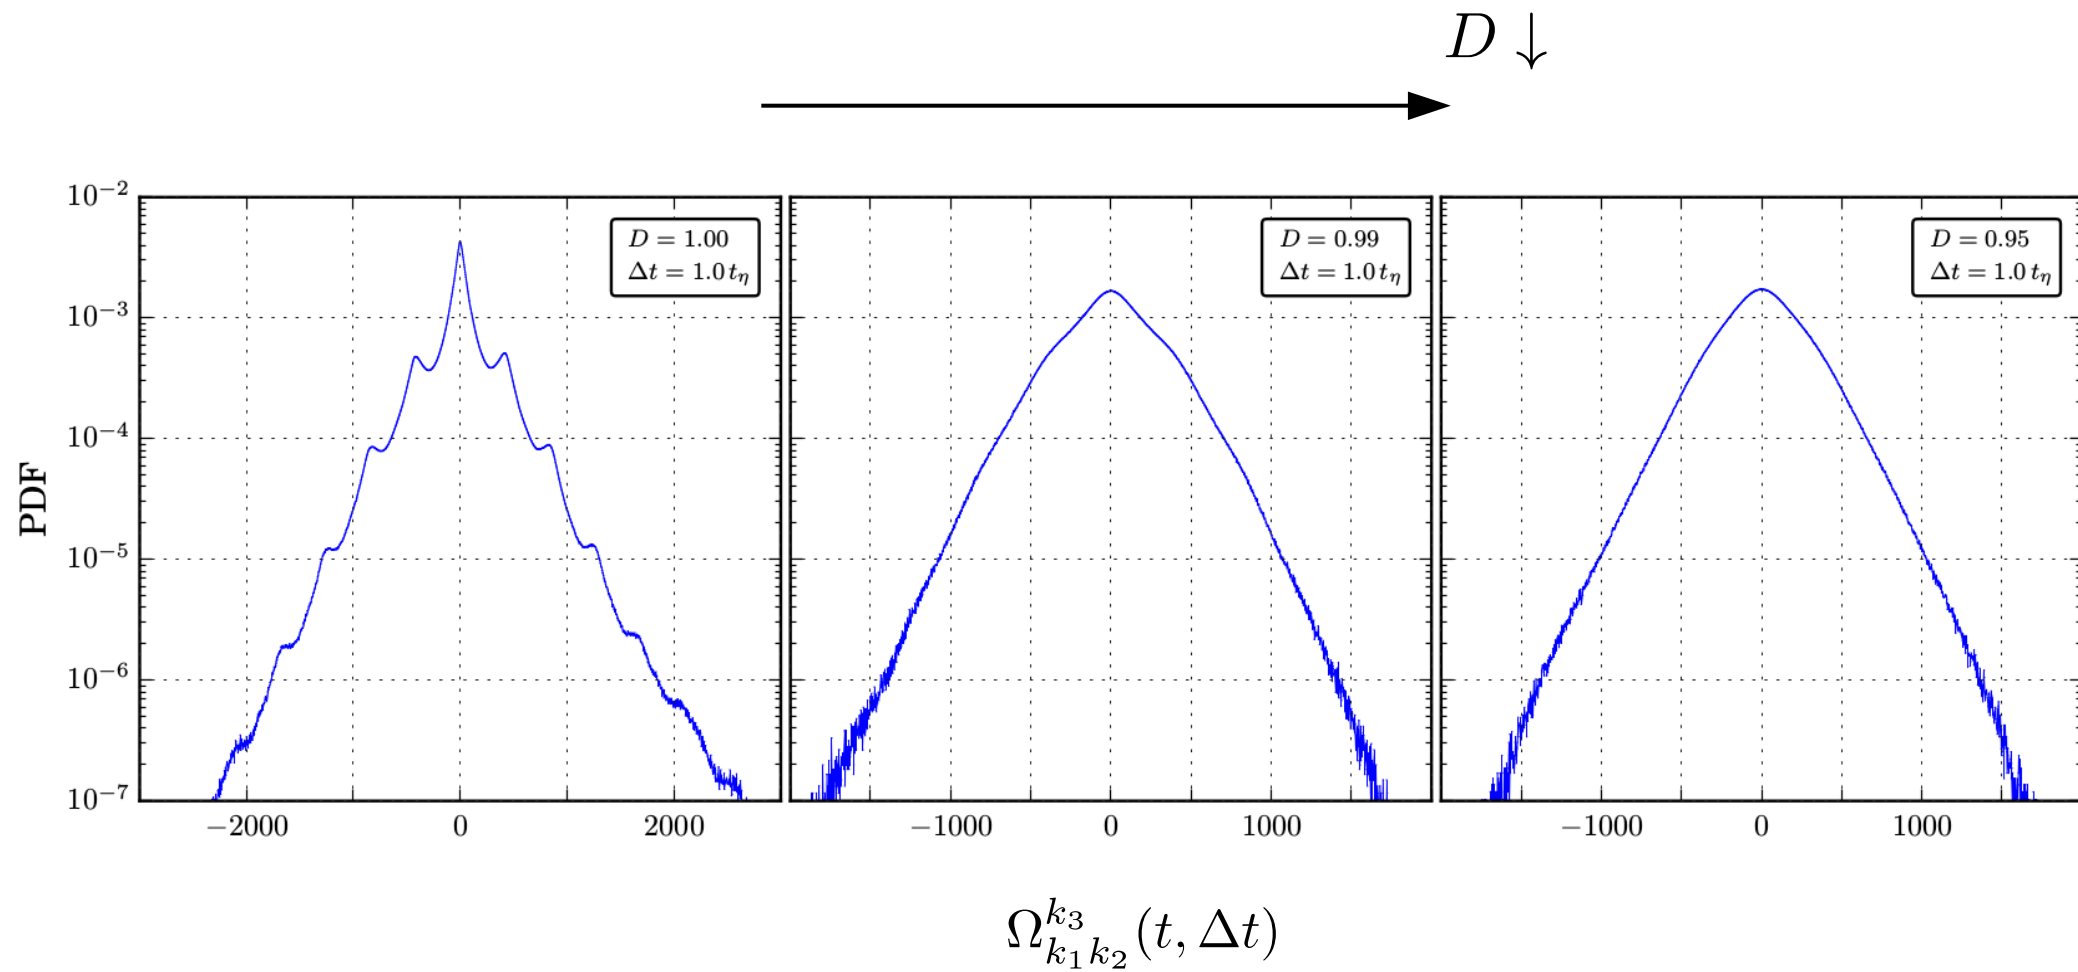 D ↓
D = 1.00
Δt = 1.0 t_η
D = 0.99
Δt = 1.0 t_η
D = 0.95
Δt = 1.0 t_η
10^{-2}
10^{-3}
10^{-4}
10^{-5}
10^{-6}
10^{-7}
PDF
−2000 0 2000
−1000 0 1000
−1000 0 1000
Ω^{k_3}_{k_1 k_2}(t, Δt)